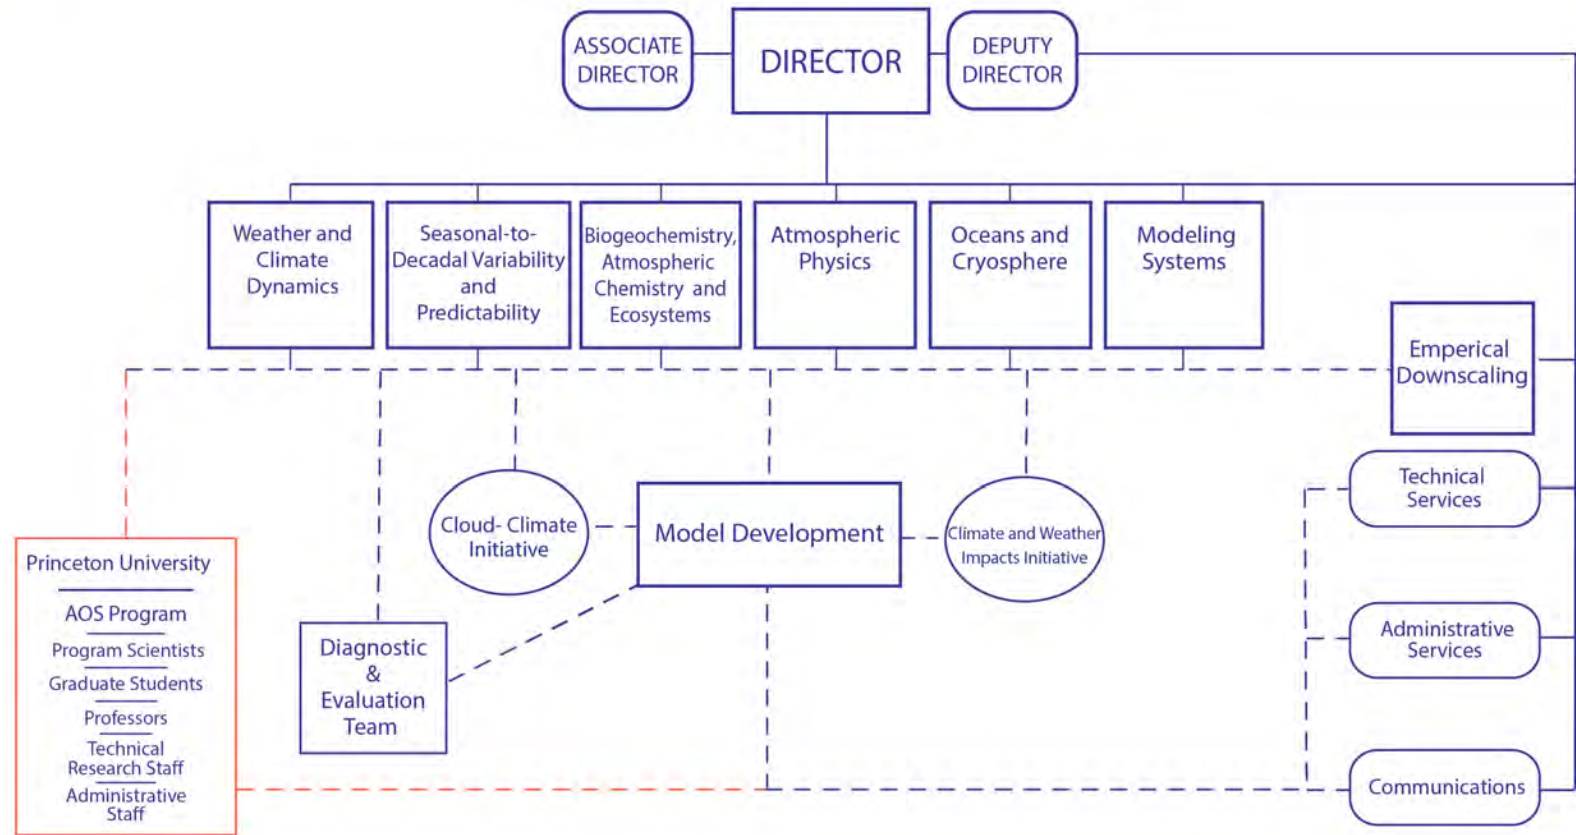 ASSOCIATE
DIRECTOR
DIRECTOR
DEPUTY
DIRECTOR
Weather and
Climate
Dynamics
Seasonal-to-
Decadal Variability
and
Predictability
Biogeochemistry,
Atmospheric
Chemistry and
Ecosystems
Atmospheric
Physics
Oceans and
Cryosphere
Modeling
Systems
Emperical
Downscaling
Technical
Services
Cloud- Climate
Initiative
Model Development
Climate and Weather
Impacts Initiative
Princeton University
AOS Program
Program Scientists
Graduate Students
Professors
Technical
Research Staff
Administrative
Staff
Diagnostic
&
Evaluation
Team
Administrative
Services
Communications